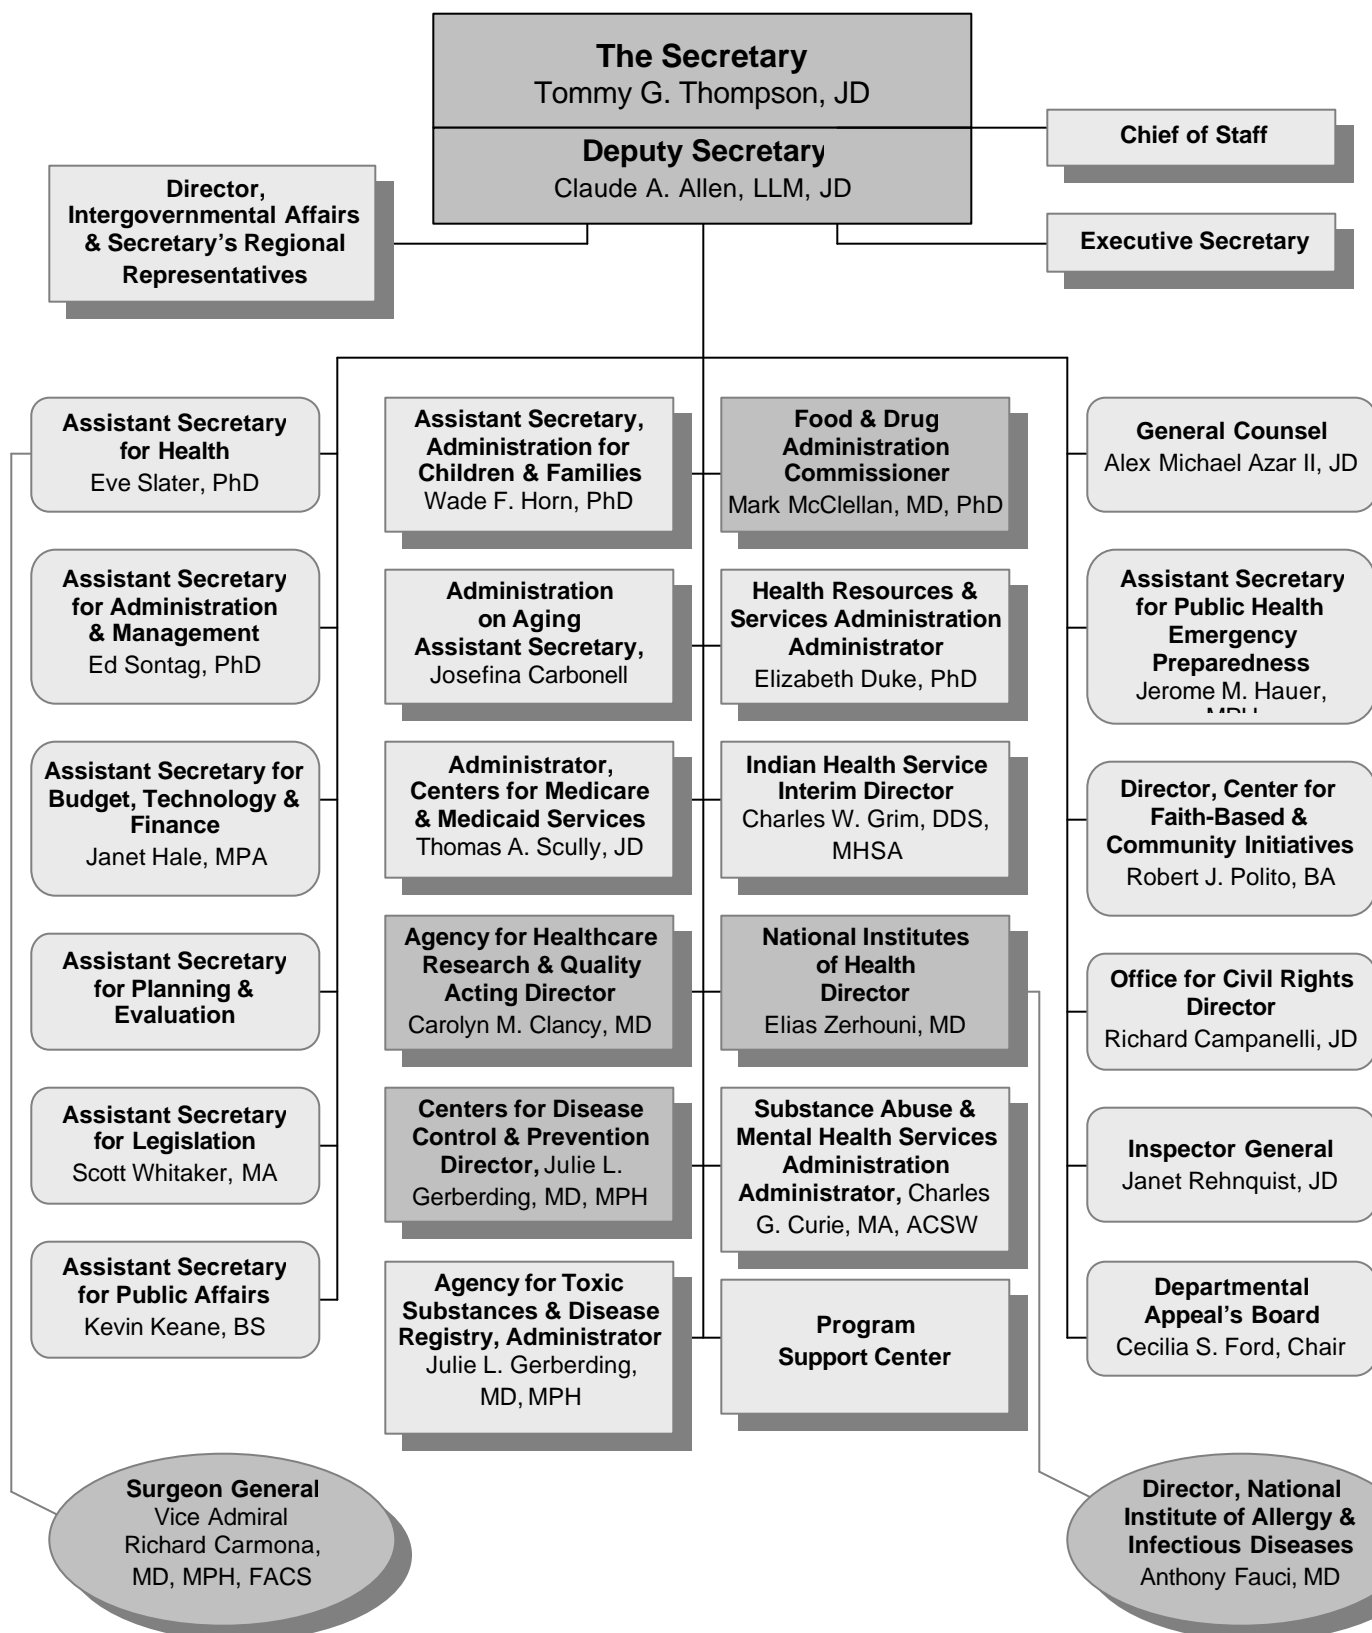 The Secretary
Tommy G. Thompson, JD
Deputy Secretary
Claude A. Allen, LLM, JD
Chief of Staff
Executive Secretary
Director,
Intergovernmental Affairs
& Secretary’s Regional
Representatives
Assistant Secretary
for Health
Eve Slater, PhD
Assistant Secretary
for Administration
& Management
Ed Sontag, PhD
Assistant Secretary for
Budget, Technology &
Finance
Janet Hale, MPA
Assistant Secretary
for Planning &
Evaluation
Assistant Secretary
for Legislation
Scott Whitaker, MA
Assistant Secretary
for Public Affairs
Kevin Keane, BS
Assistant Secretary,
Administration for
Children & Families
Wade F. Horn, PhD
Administration
on Aging
Assistant Secretary,
Josefina Carbonell
Administrator,
Centers for Medicare
& Medicaid Services
Thomas A. Scully, JD
Agency for Healthcare
Research & Quality
Acting Director
Carolyn M. Clancy, MD
Centers for Disease
Control & Prevention
Director, Julie L.
Gerberding, MD, MPH
Agency for Toxic
Substances & Disease
Registry, Administrator
Julie L. Gerberding,
MD, MPH
Food & Drug
Administration
Commissioner
Mark McClellan, MD, PhD
Health Resources &
Services Administration
Administrator
Elizabeth Duke, PhD
Indian Health Service
Interim Director
Charles W. Grim, DDS,
MHSA
National Institutes
of Health
Director
Elias Zerhouni, MD
Substance Abuse &
Mental Health Services
Administration
Administrator, Charles
G. Curie, MA, ACSW
Program
Support Center
General Counsel
Alex Michael Azar II, JD
Assistant Secretary
for Public Health
Emergency
Preparedness
Jerome M. Hauer,
Director, Center for
Faith-Based &
Community Initiatives
Robert J. Polito, BA
Office for Civil Rights
Director
Richard Campanelli, JD
Inspector General
Janet Rehnquist, JD
Departmental
Appeal’s Board
Cecilia S. Ford, Chair
Surgeon General
Vice Admiral
Richard Carmona,
MD, MPH, FACS
Director, National
Institute of Allergy &
Infectious Diseases
Anthony Fauci, MD